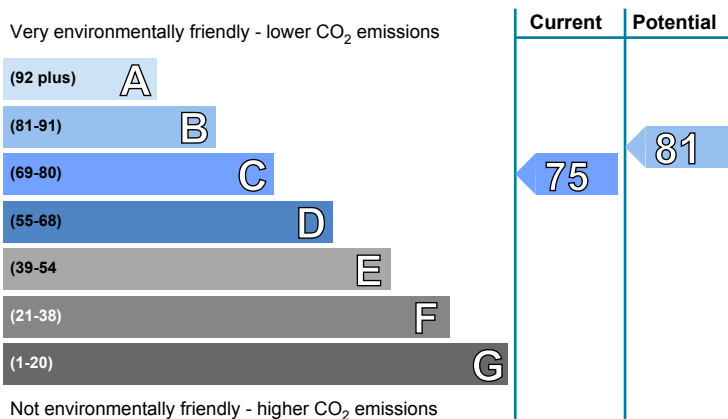 Current Potential
Very environmentally friendly - lower CO2 emissions
(92 plus) A
(81-91) B
81
(69-80) C
75
(55-68) D
(39-54 E
(21-38) F
(1-20) G
Not environmentally friendly - higher CO2 emissions